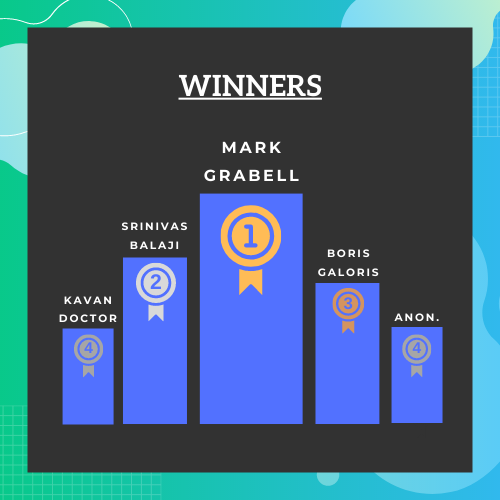 WINNERS
MARK
GRABELL
1
SRINIVAS
BALAJI
2
BORIS
GALORIS
3
KAVAN
DOCTOR
4
ANON.
4